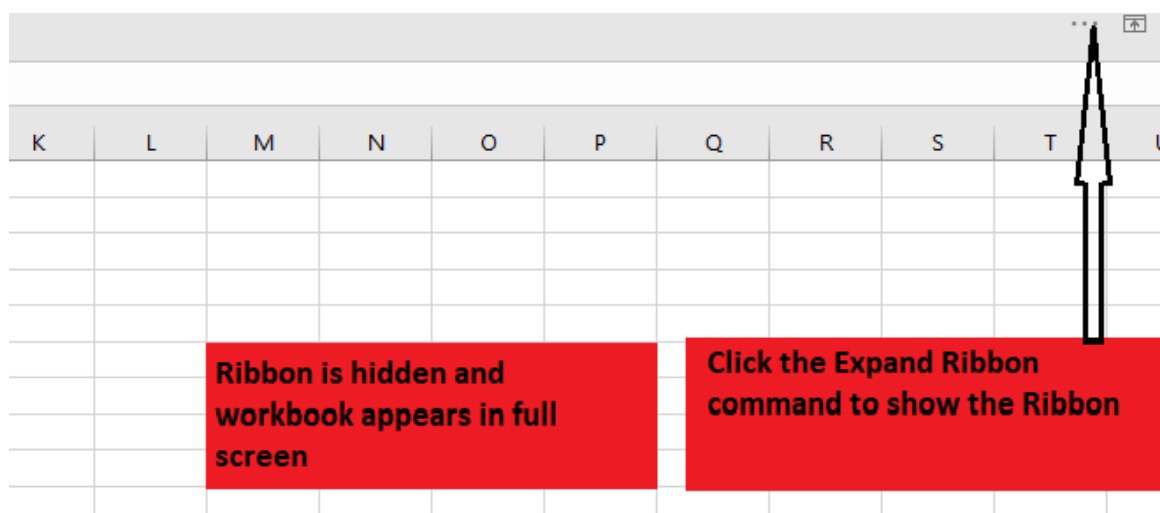 ...
K L M N O P Q R S T
Ribbon is hidden and
workbook appears in full
screen
Click the Expand Ribbon
command to show the Ribbon